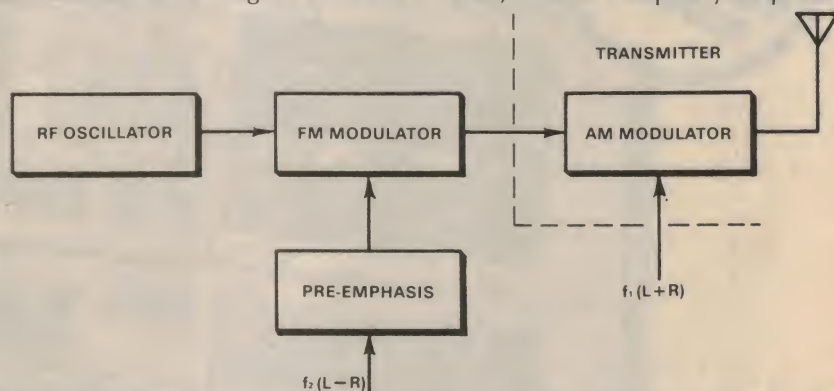 TRANSMITTER
RF OSCILLATOR
FM MODULATOR
AM MODULATOR
PRE-EMPHASIS
f₁ (L+R)
f₂ (L−R)